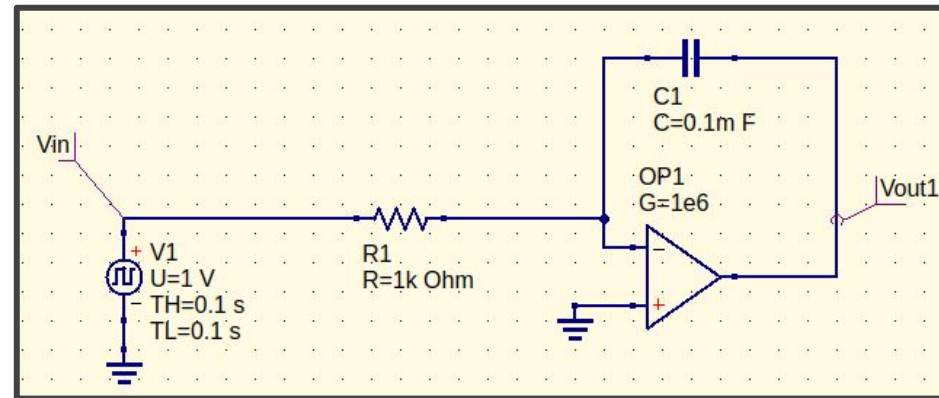 Vin
+ V1
U=1 V
− TH=0.1 s
TL=0.1 s
R1
R=1k Ohm
C1
C=0.1m F
OP1
G=1e6
−
+
Vout1